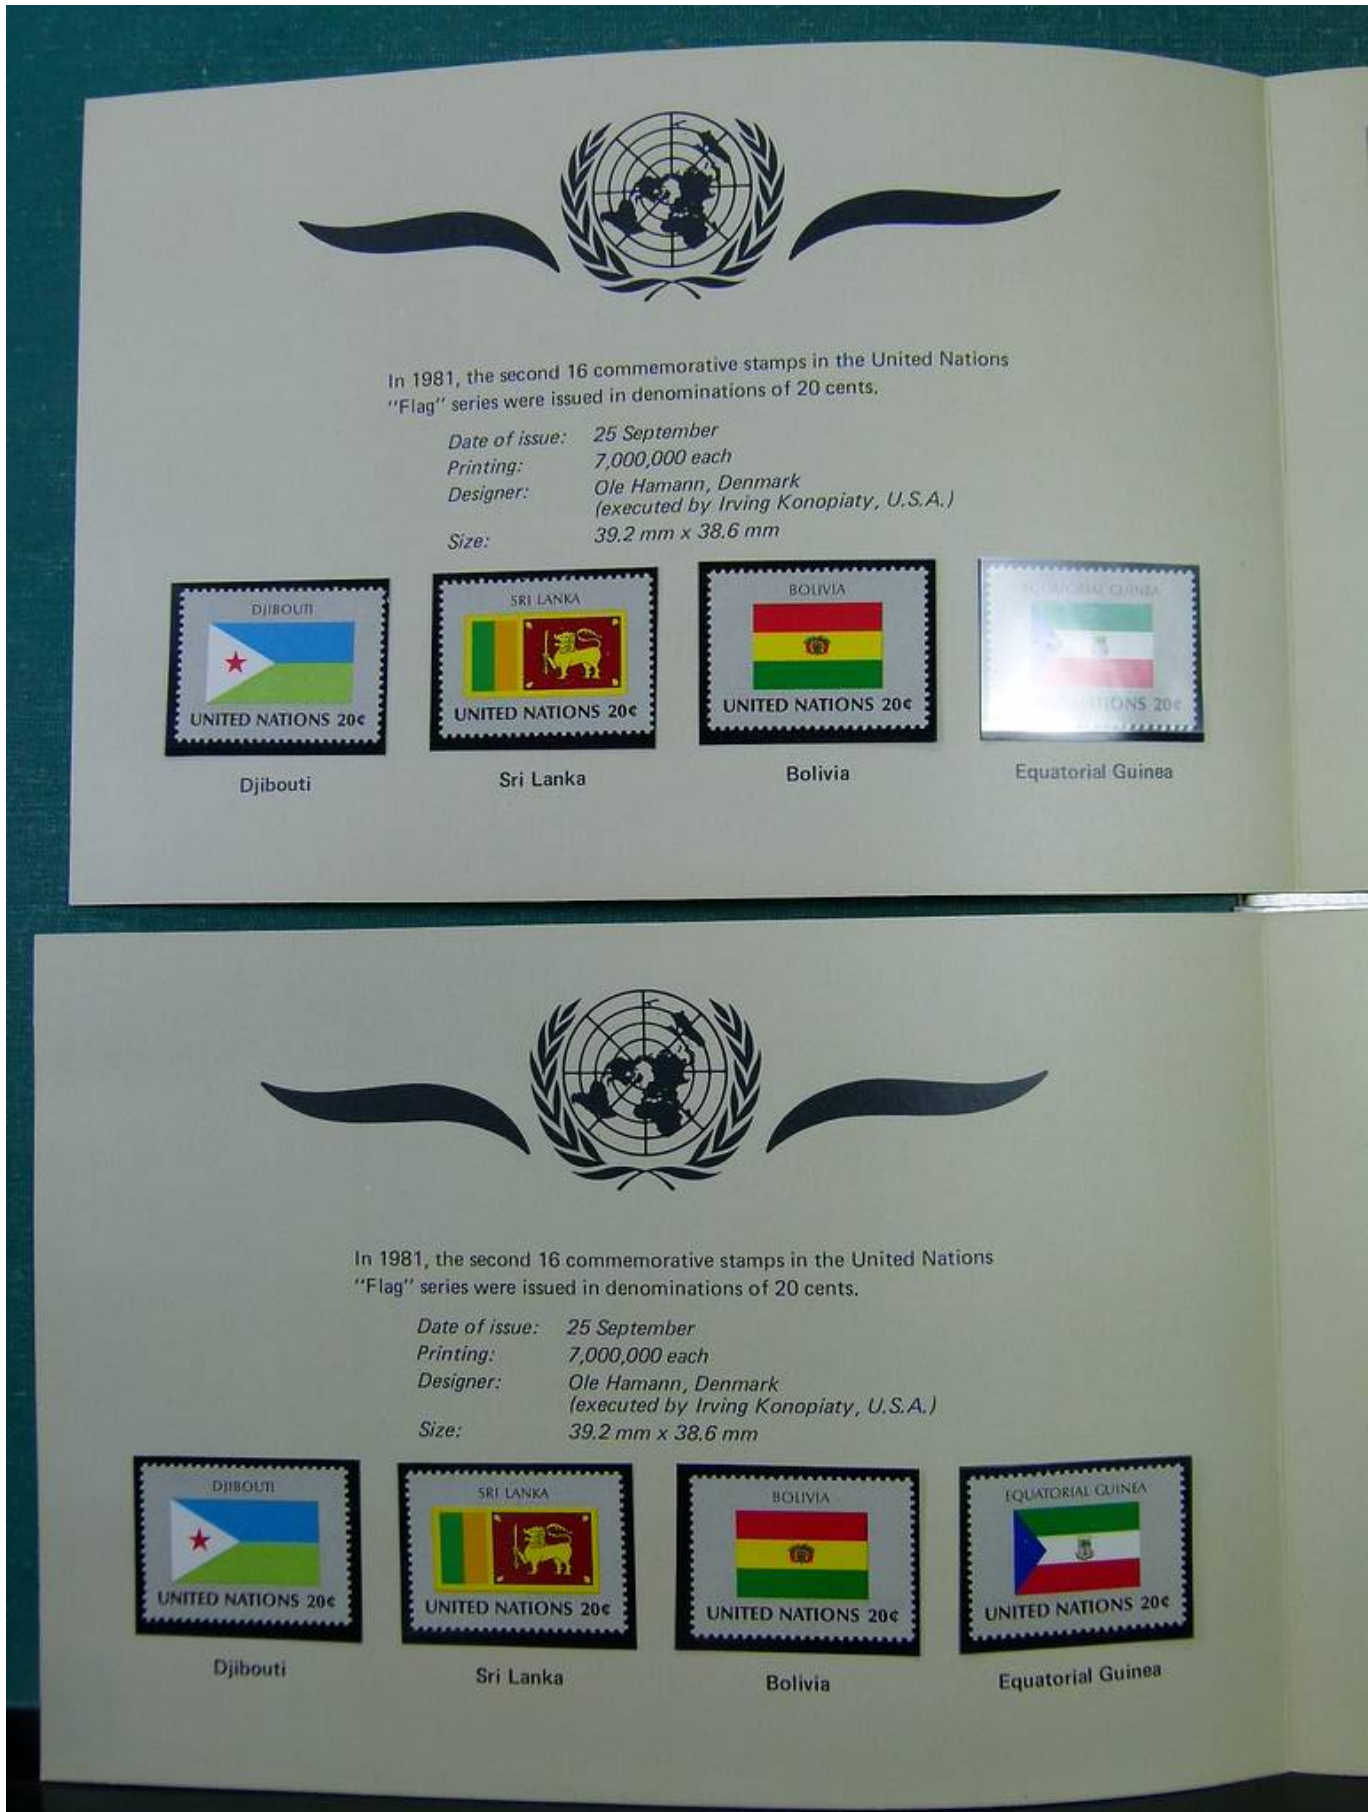 In 1981, the second 16 commemorative stamps in the United Nations
"Flag" series were issued in denominations of 20 cents.
Date of issue: 25 September
Printing: 7,000,000 each
Designer: Ole Hamann, Denmark
(executed by Irving Konopiaty, U.S.A.)
Size: 39.2 mm x 38.6 mm
DJIBOUTI
UNITED NATIONS 20¢
Djibouti
SRI LANKA
UNITED NATIONS 20¢
Sri Lanka
BOLIVIA
UNITED NATIONS 20¢
Bolivia
EQUATORIAL GUINEA
NATIONS 20¢
Equatorial Guinea
In 1981, the second 16 commemorative stamps in the United Nations
"Flag" series were issued in denominations of 20 cents.
Date of issue: 25 September
Printing: 7,000,000 each
Designer: Ole Hamann, Denmark
(executed by Irving Konopiaty, U.S.A.)
Size: 39.2 mm x 38.6 mm
DJIBOUTI
UNITED NATIONS 20¢
Djibouti
SRI LANKA
UNITED NATIONS 20¢
Sri Lanka
BOLIVIA
UNITED NATIONS 20¢
Bolivia
EQUATORIAL GUINEA
UNITED NATIONS 20¢
Equatorial Guinea